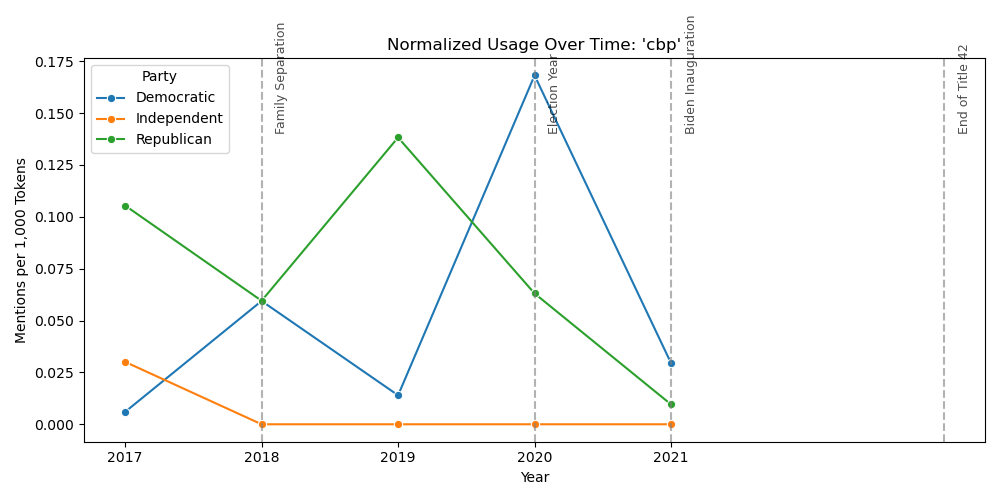 Normalized Usage Over Time: 'cbp'
Party
Democratic
Independent
Republican
Family Separation
Election Year
Biden Inauguration
End of Title 42
Mentions per 1,000 Tokens
0.175
0.150
0.125
0.100
0.075
0.050
0.025
0.000
2017 2018 2019 2020 2021
Year